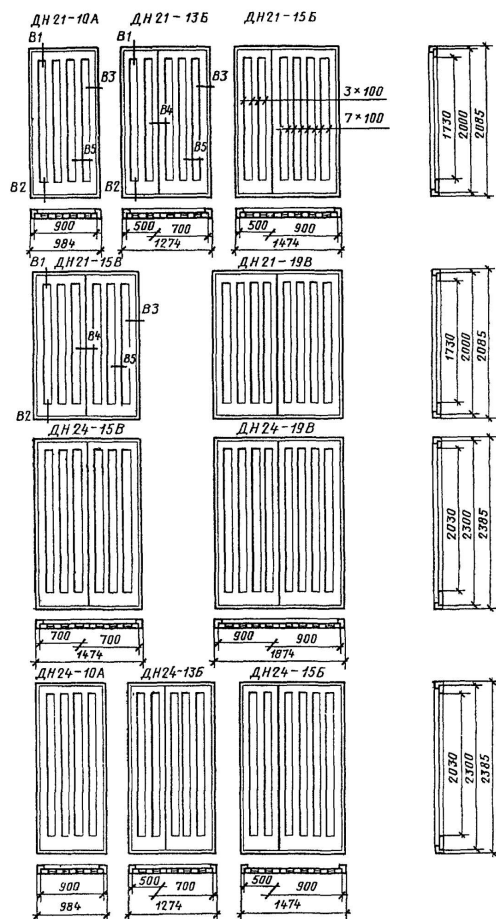 ДН21-10А ДН21-13Б ДН21-15Б
В1 В1
В3 В3
3×100
В4
7×100
В5 В5
1730
2000
2085
В2 В2
900 500 700 500 900
984 1274 1474
В1 ДН21-15В ДН21-19В
В3
В4
В5
1730
2000
2085
В2
ДН24-15В ДН24-19В
2030
2300
2385
700 700 900 900
1474 1874
ДН24-10А ДН24-13Б ДН24-15Б
2030
2300
2385
900 500 700 500 900
984 1274 1474